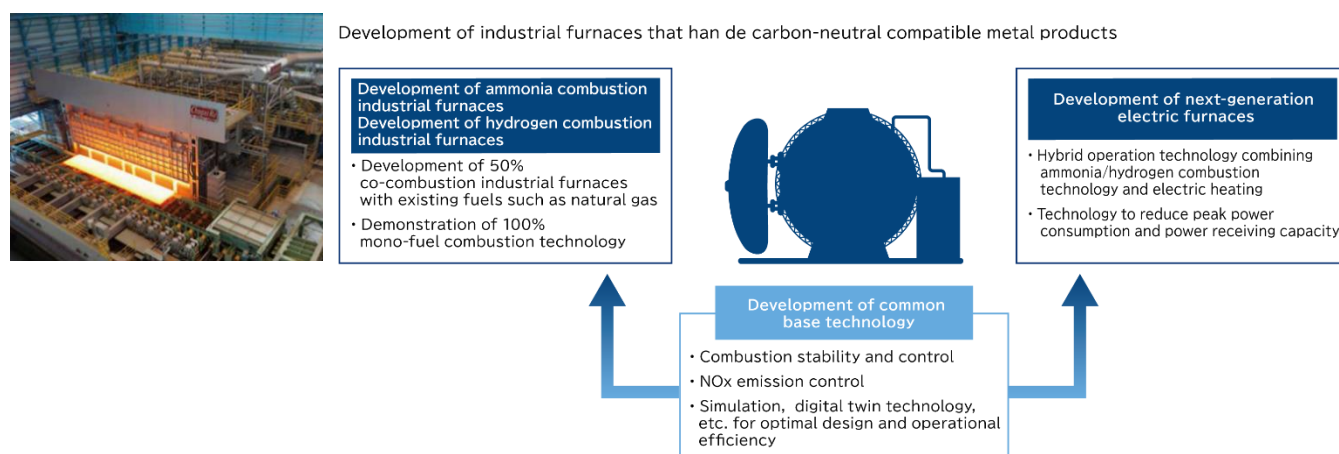 Development of industrial furnaces that han de carbon-neutral compatible metal products
Development of ammonia combustion
industrial furnaces
Development of hydrogen combustion
industrial furnaces
・Development of 50%
co-combustion industrial furnaces
with existing fuels such as natural gas
・Demonstration of 100%
mono-fuel combustion technology
Development of next-generation
electric furnaces
・Hybrid operation technology combining
ammonia/hydrogen combustion
technology and electric heating
・Technology to reduce peak power
consumption and power receiving capacity
Development of common
base technology
・Combustion stability and control
・NOx emission control
・Simulation, digital twin technology,
etc. for optimal design and operational
efficiency